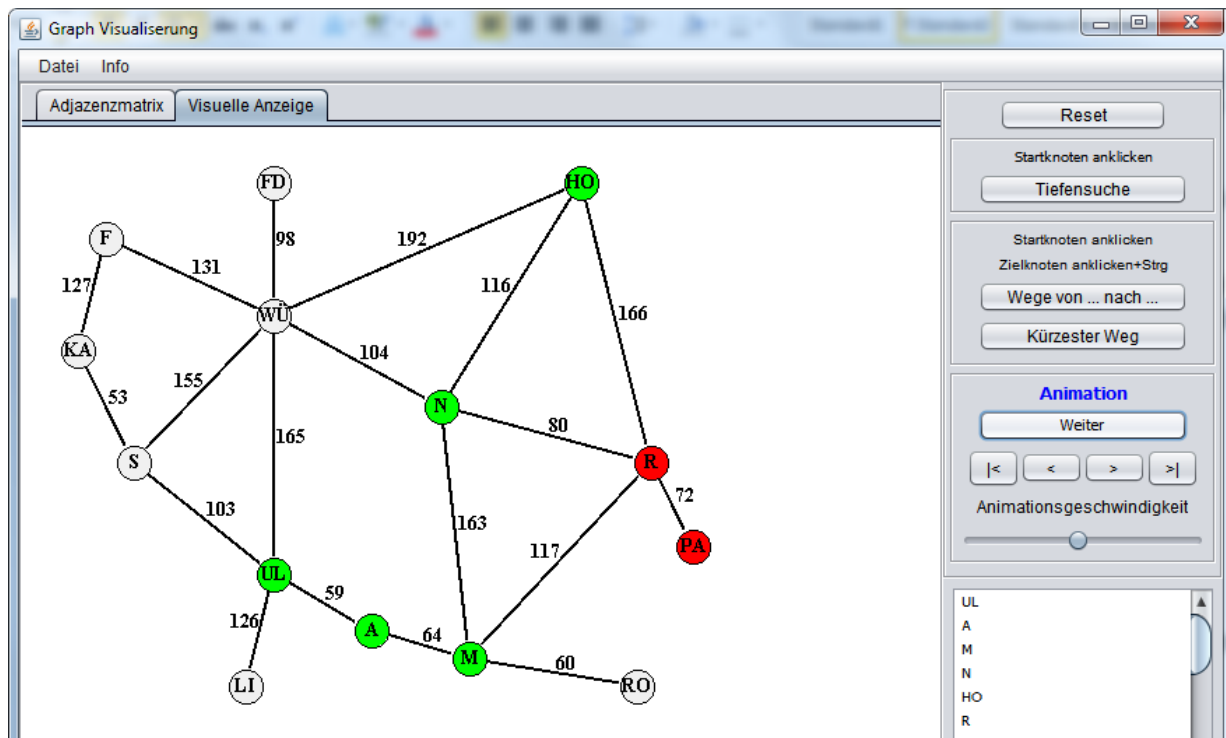 Graph Visualiserung
Datei Info
Adjazenzmatrix Visuelle Anzeige
Reset
Startknoten anklicken
Tiefensuche
Startknoten anklicken
Zielknoten anklicken+Strg
Wege von ... nach ...
Kürzester Weg
Animation
Weiter
|< < > >|
Animationsgeschwindigkeit
UL
A
M
N
HO
R
FD
HO
F
98
192
131
127
116
WÜ
166
KA
104
155
53
N
80
165
S
R
72
103
163
117
PA
UL
59
126
A
64
M
60
LI
RO